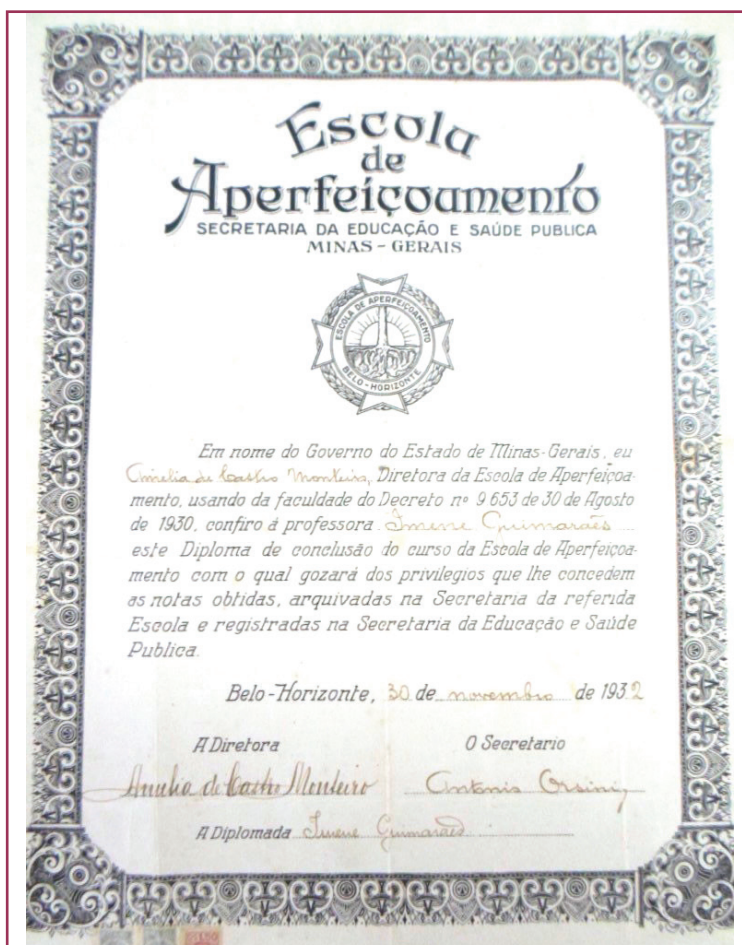 Escola
de
Aperfeiçoamento
SECRETARIA DA EDUCAÇÃO E SAÚDE PUBLICA
MINAS - GERAIS
ESCOLA DE APERFEIÇOAMENTO
BELO-HORIZONTE
Em nome do Governo do Estado de Minas-Gerais, eu
Amelia de Castro Monteiro, Diretora da Escola de Aperfeiçoa-
mento, usando da faculdade do Decreto nº 9653 de 30 de Agosto
de 1930, confiro á professora Imene Guimarães
este Diploma de conclusão do curso da Escola de Aperfeiçoa-
mento com o qual gozará dos privilegios que lhe concedem
as notas obtidas, arquivadas na Secretaria da referida
Escola e registradas na Secretaria da Educação e Saúde
Publica.
Belo-Horizonte, 30 de novembro de 1932
A Diretora
O Secretario
Amelia de Castro Monteiro
Antonio Orsini
A Diplomada Imene Guimarães